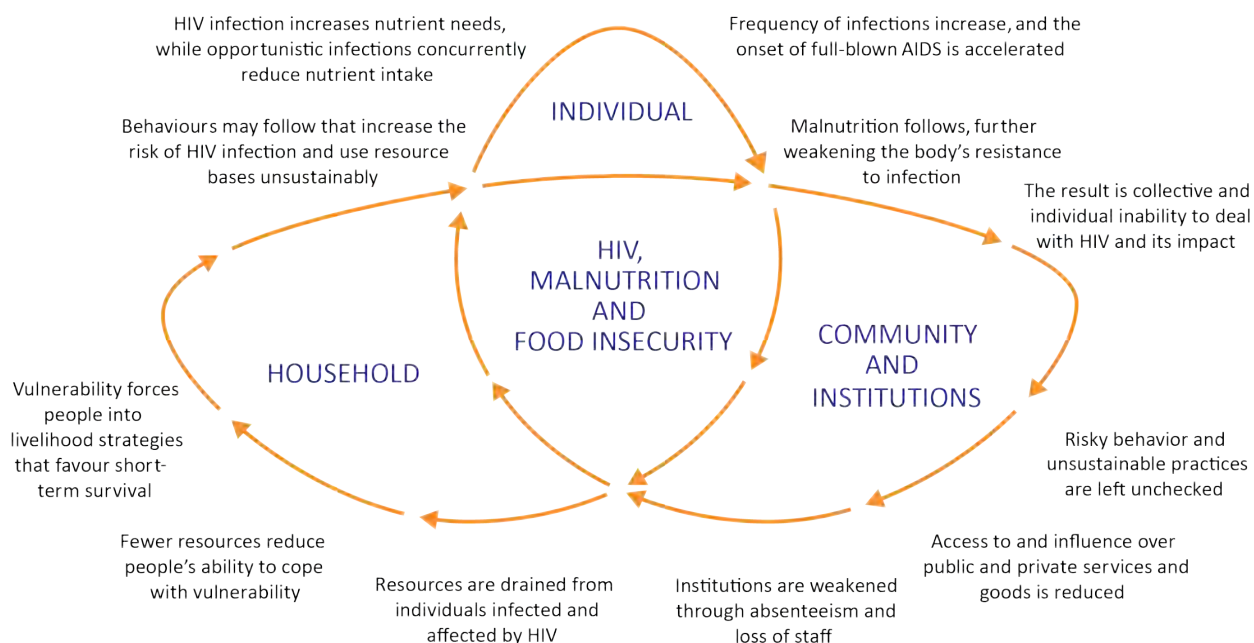 HIV infection increases nutrient needs,
while opportunistic infections concurrently
reduce nutrient intake
Frequency of infections increase, and the
onset of full-blown AIDS is accelerated
INDIVIDUAL
Behaviours may follow that increase the
risk of HIV infection and use resource
bases unsustainably
Malnutrition follows, further
weakening the body's resistance
to infection
The result is collective and
individual inability to deal
with HIV and its impact
HIV,
MALNUTRITION
AND
FOOD INSECURITY
HOUSEHOLD
COMMUNITY
AND
INSTITUTIONS
Vulnerability forces
people into
livelihood strategies
that favour short-
term survival
Risky behavior and
unsustainable practices
are left unchecked
Fewer resources reduce
people's ability to cope
with vulnerability
Resources are drained from
individuals infected and
affected by HIV
Institutions are weakened
through absenteeism and
loss of staff
Access to and influence over
public and private services and
goods is reduced